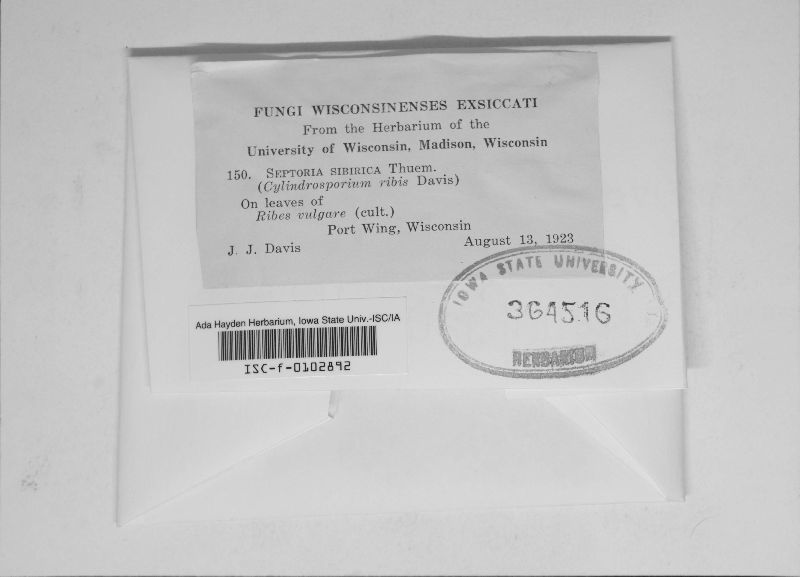 FUNGI WISCONSINENSES EXSICCATI
From the Herbarium of the
University of Wisconsin, Madison, Wisconsin
150. SEPTORIA SIBIRICA Thuem.
(Cylindrosporium ribis Davis)
On leaves of
Ribes vulgare (cult.)
Port Wing, Wisconsin
J. J. Davis August 13, 1923
IOWA STATE UNIVERSITY
364516
HERBARIUM
Ada Hayden Herbarium, Iowa State Univ.-ISC/IA
ISC-f-0102892